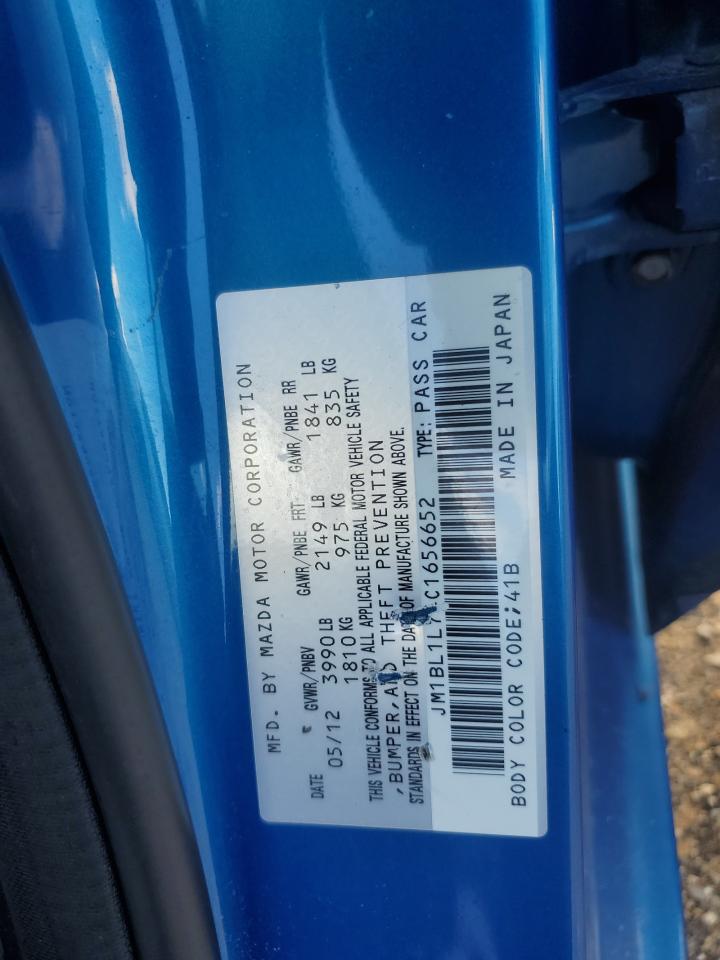 MFD. BY MAZDA MOTOR CORPORATION
DATE GVWR/PNBV GAWR/PNBE FRT GAWR/PNBE RR
05/12 3990 LB 2149 LB 1841 LB
1810 KG 975 KG 835 KG
THIS VEHICLE CONFORMS TO ALL APPLICABLE FEDERAL MOTOR VEHICLE SAFETY
,BUMPER, AND THEFT PREVENTION
STANDARDS IN EFFECT ON THE DATE OF MANUFACTURE SHOWN ABOVE.
JM1BL1L7 C1656652 TYPE: PASS CAR
BODY COLOR CODE;41B MADE IN JAPAN